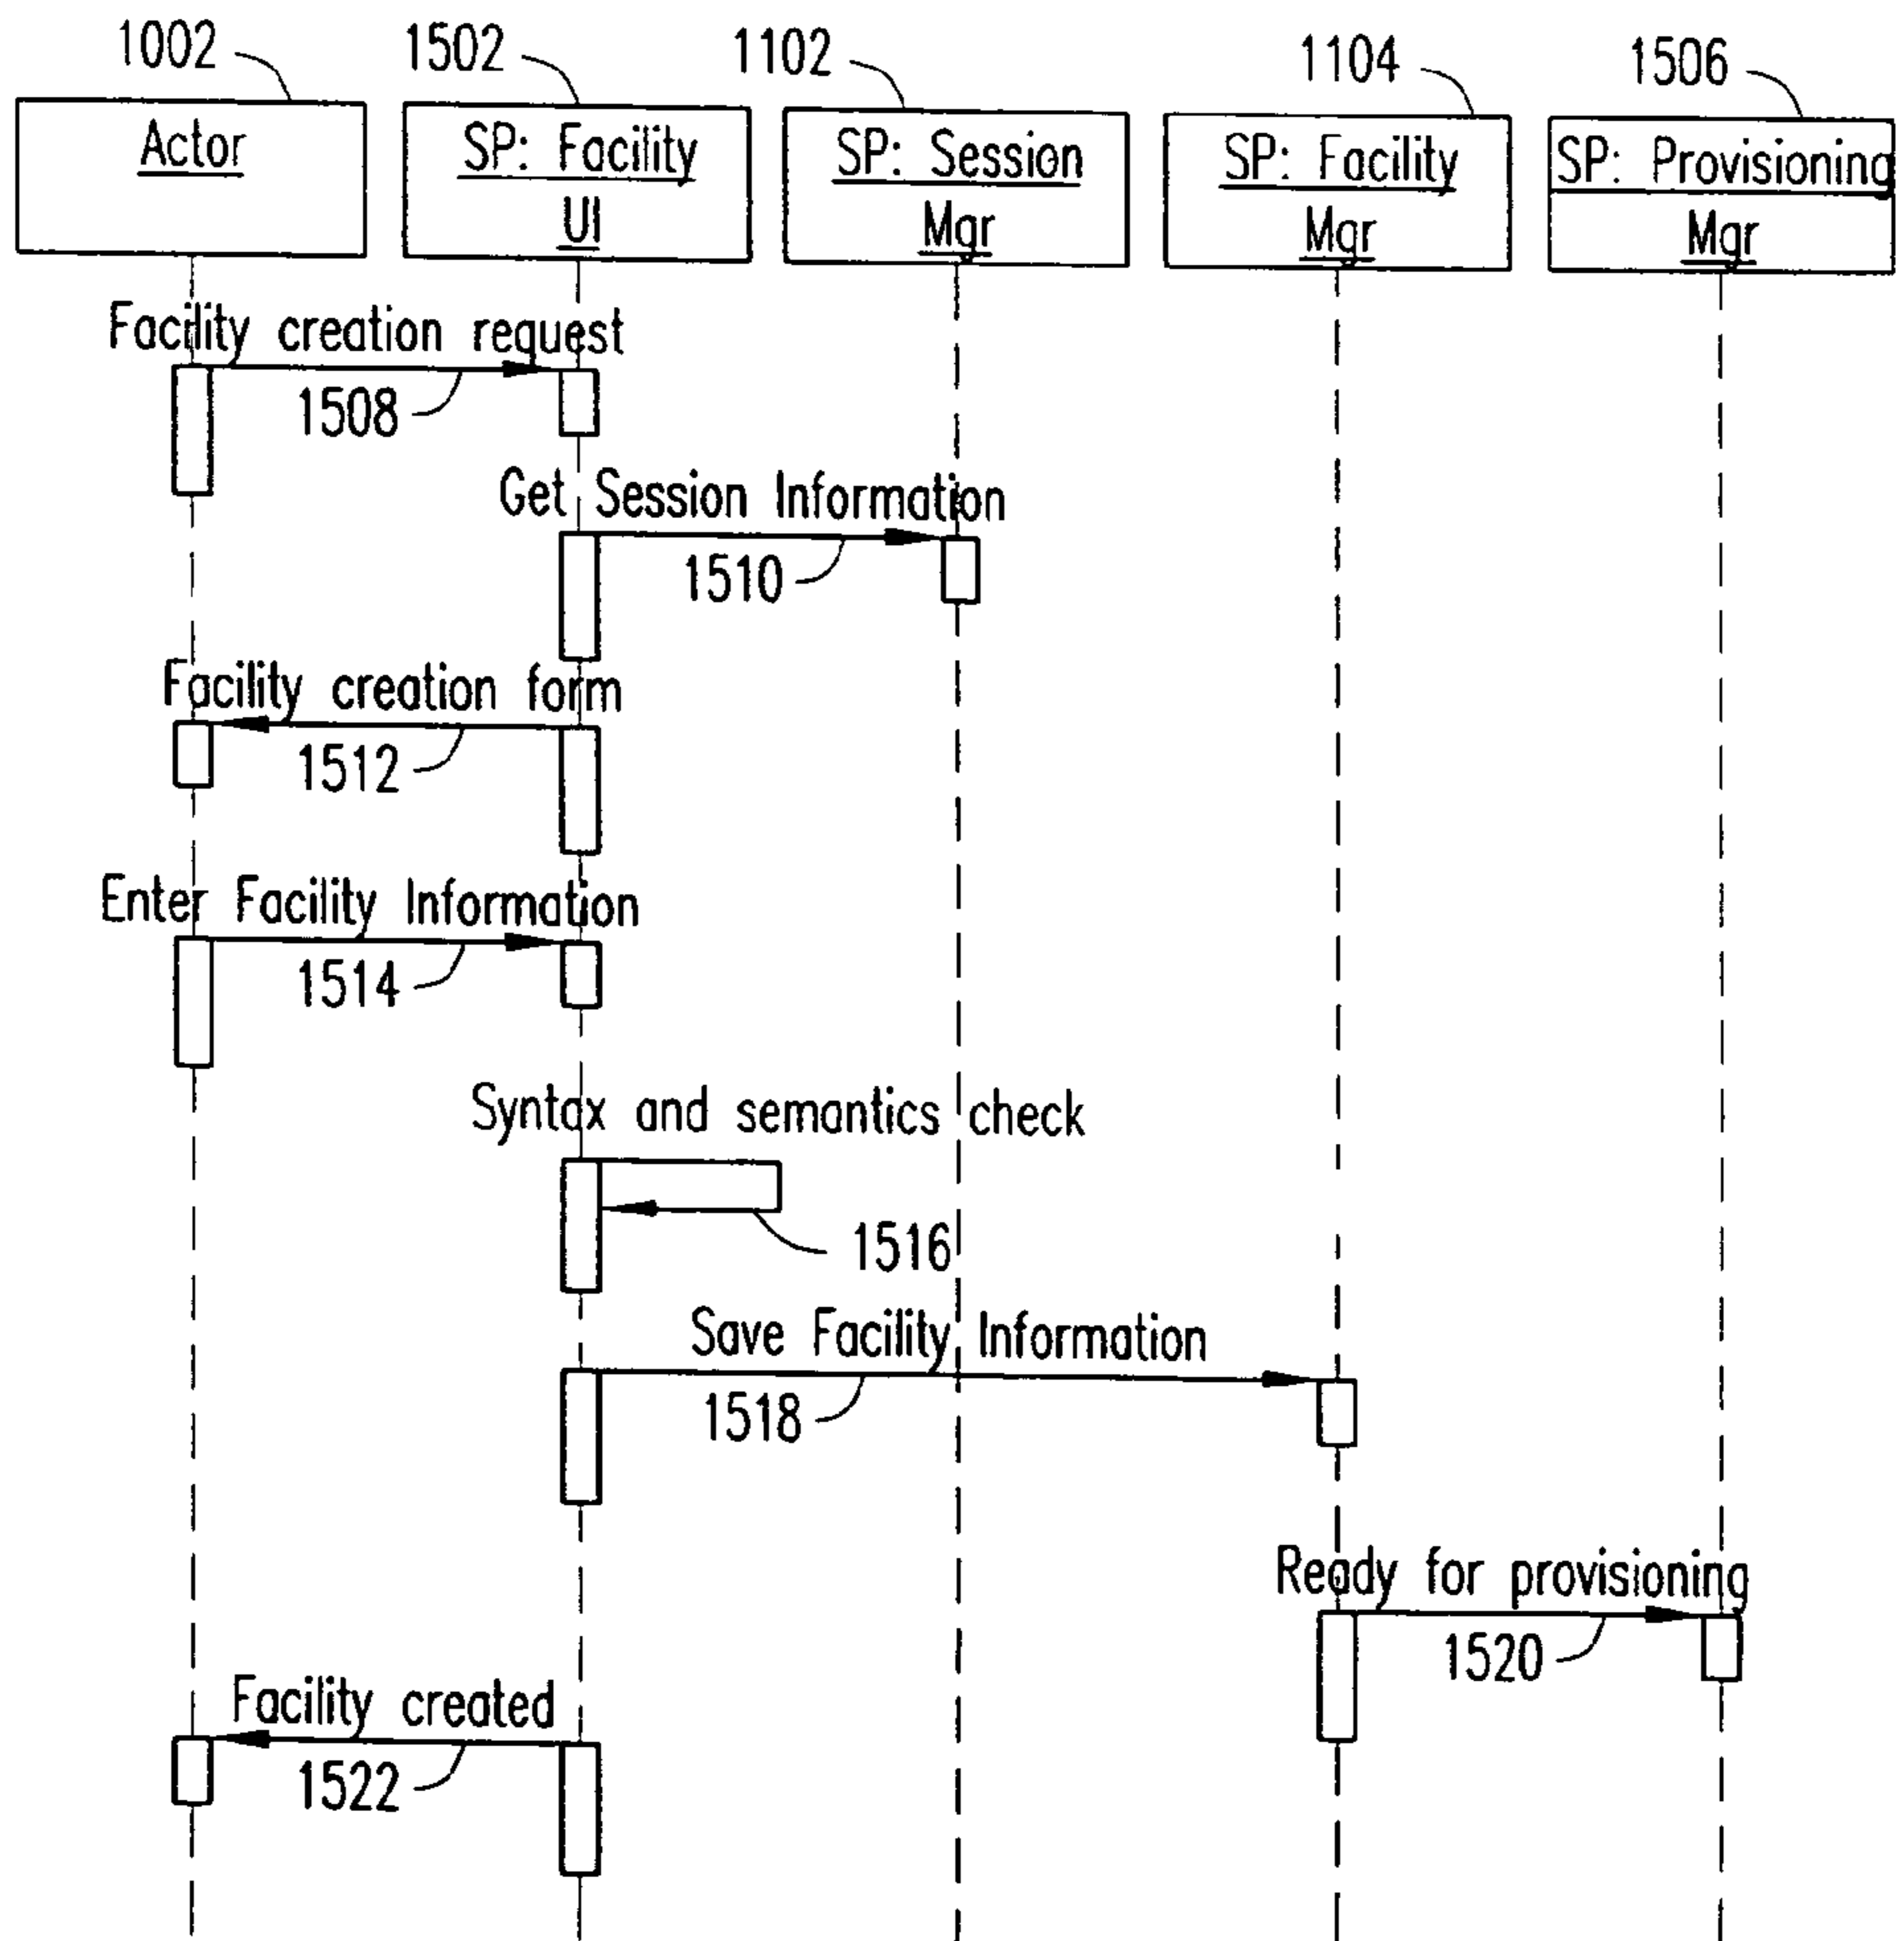 1002
1502
1102
1104
1506
Actor
SP: Facility
UI
SP: Session
Mgr
SP: Facility
Mgr
SP: Provisioning
Mgr
Facility creation request
1508
Get Session Information
1510
Facility creation form
1512
Enter Facility Information
1514
Syntax and semantics check
1516
Save Facility Information
1518
Ready for provisioning
1520
Facility created
1522